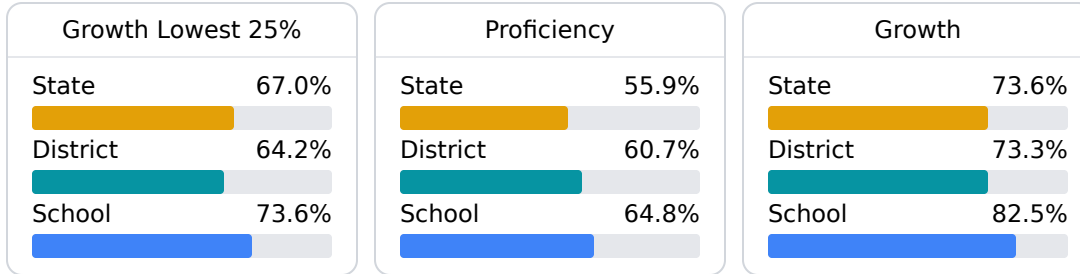 Growth Lowest 25%
State 67.0%
District 64.2%
School 73.6%
Proficiency
State 55.9%
District 60.7%
School 64.8%
Growth
State 73.6%
District 73.3%
School 82.5%